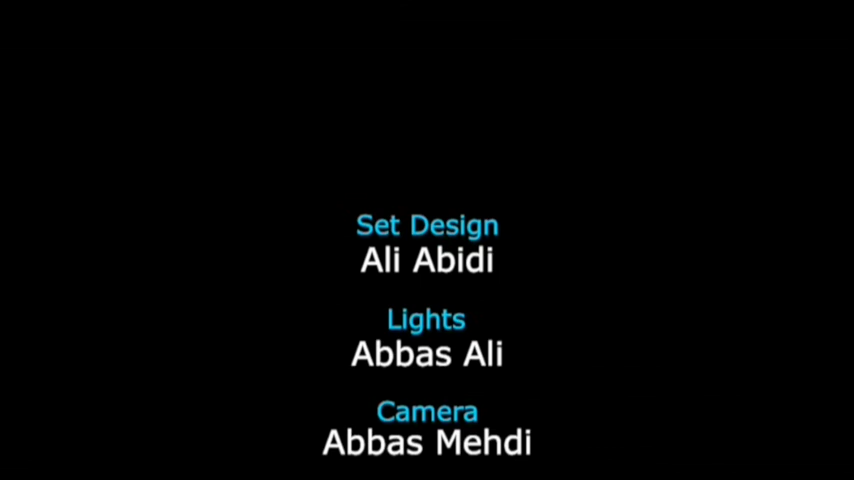 Set Design
Ali Abidi
Lights
Abbas Ali
Camera
Abbas Mehdi